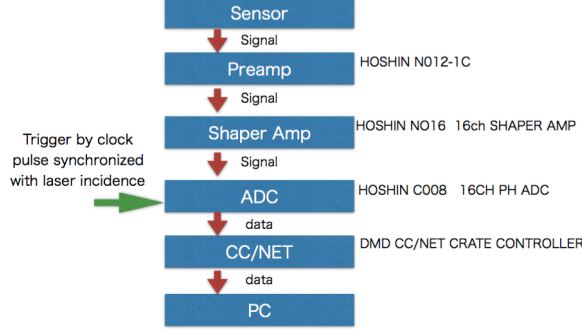 Sensor
Signal
Preamp
HOSHIN N012-1C
Signal
Shaper Amp
HOSHIN NO16 16ch SHAPER AMP
Signal
Trigger by clock
pulse synchronized
with laser incidence
ADC
HOSHIN C008 16CH PH ADC
data
CC/NET
DMD CC/NET CRATE CONTROLLER
data
PC